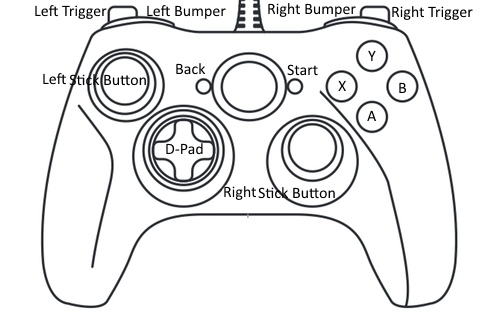 Left Trigger
Left Bumper
Right Bumper
Right Trigger
Left Stick Button
Back
Start
Y
X
B
A
D-Pad
Right Stick Button